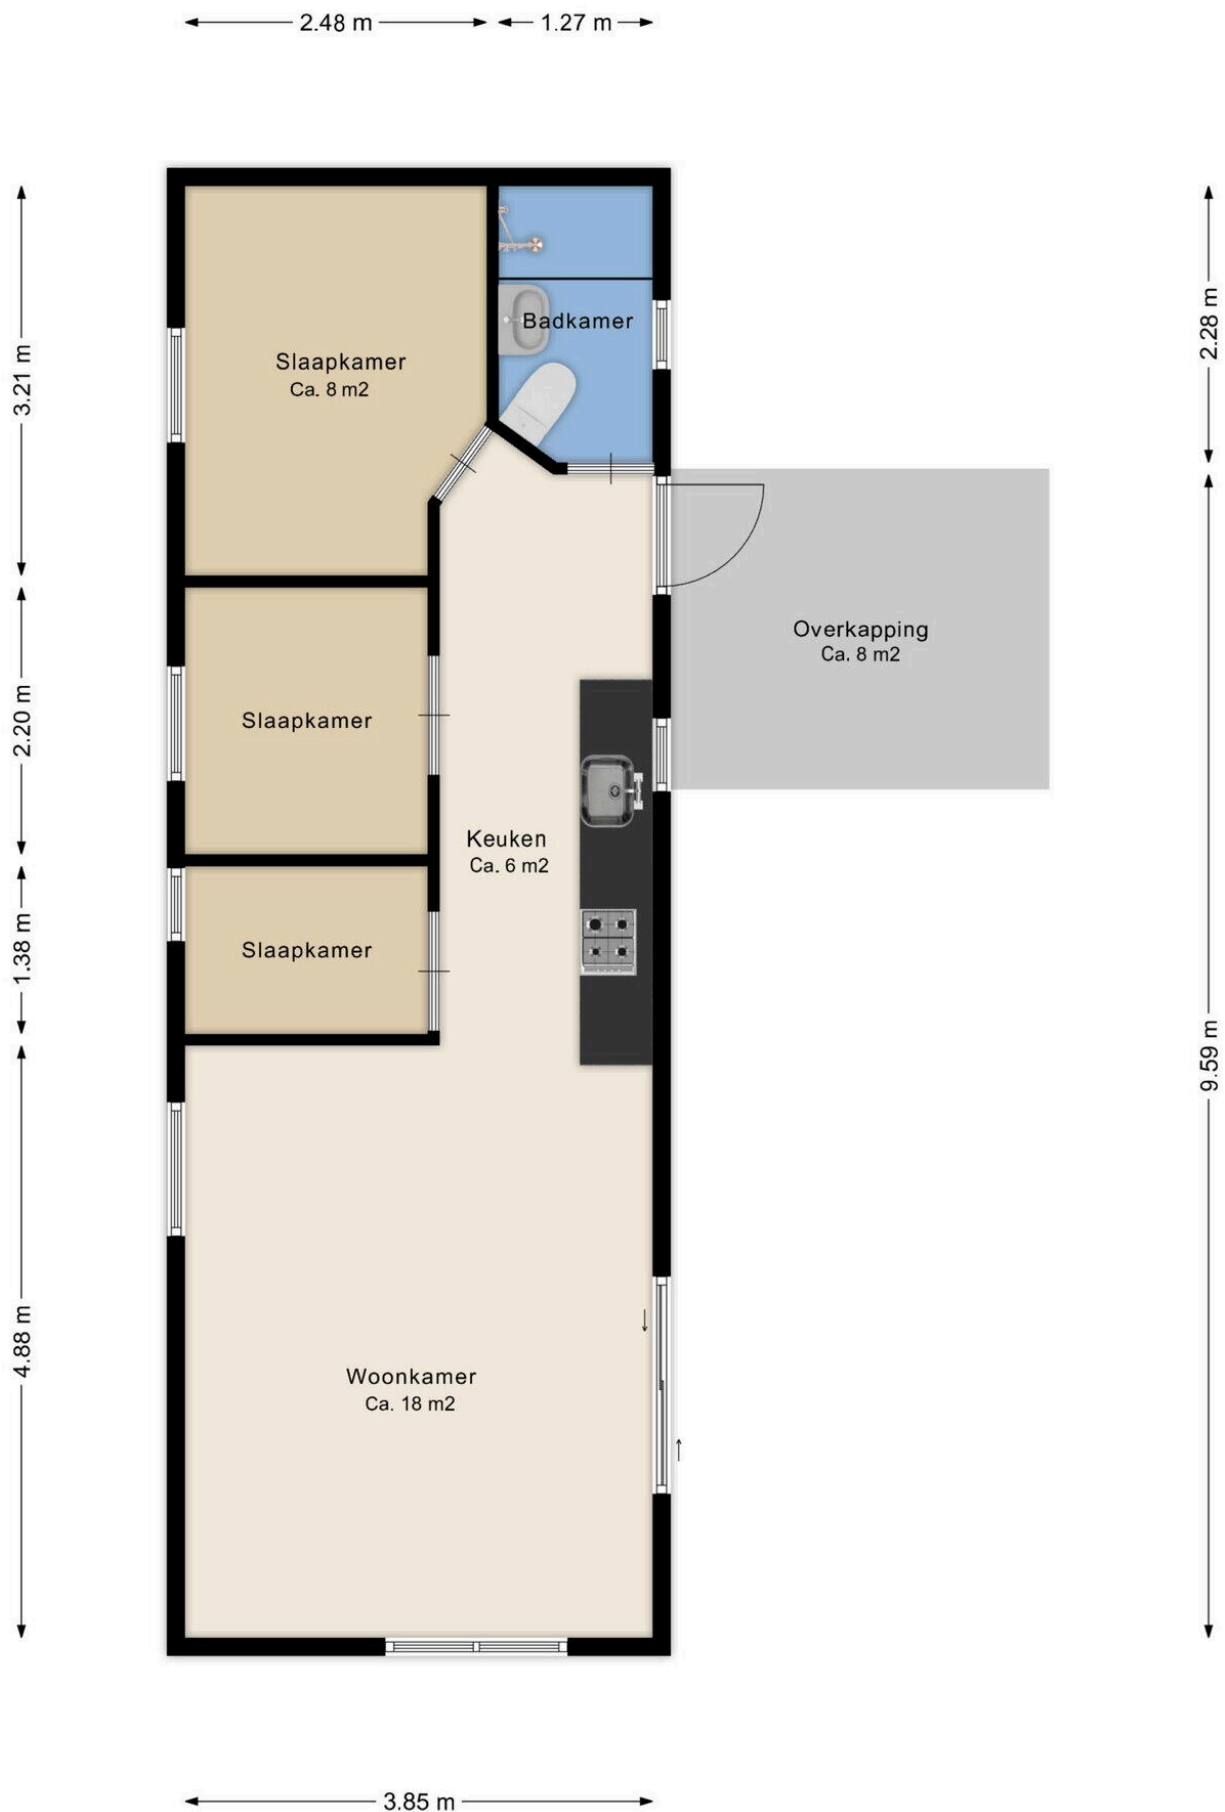 2.48 m
1.27 m
3.21 m
2.28 m
Badkamer
Slaapkamer
Ca. 8 m2
Overkapping
Ca. 8 m2
2.20 m
Slaapkamer
Keuken
Ca. 6 m2
1.38 m
Slaapkamer
9.59 m
4.88 m
Woonkamer
Ca. 18 m2
3.85 m